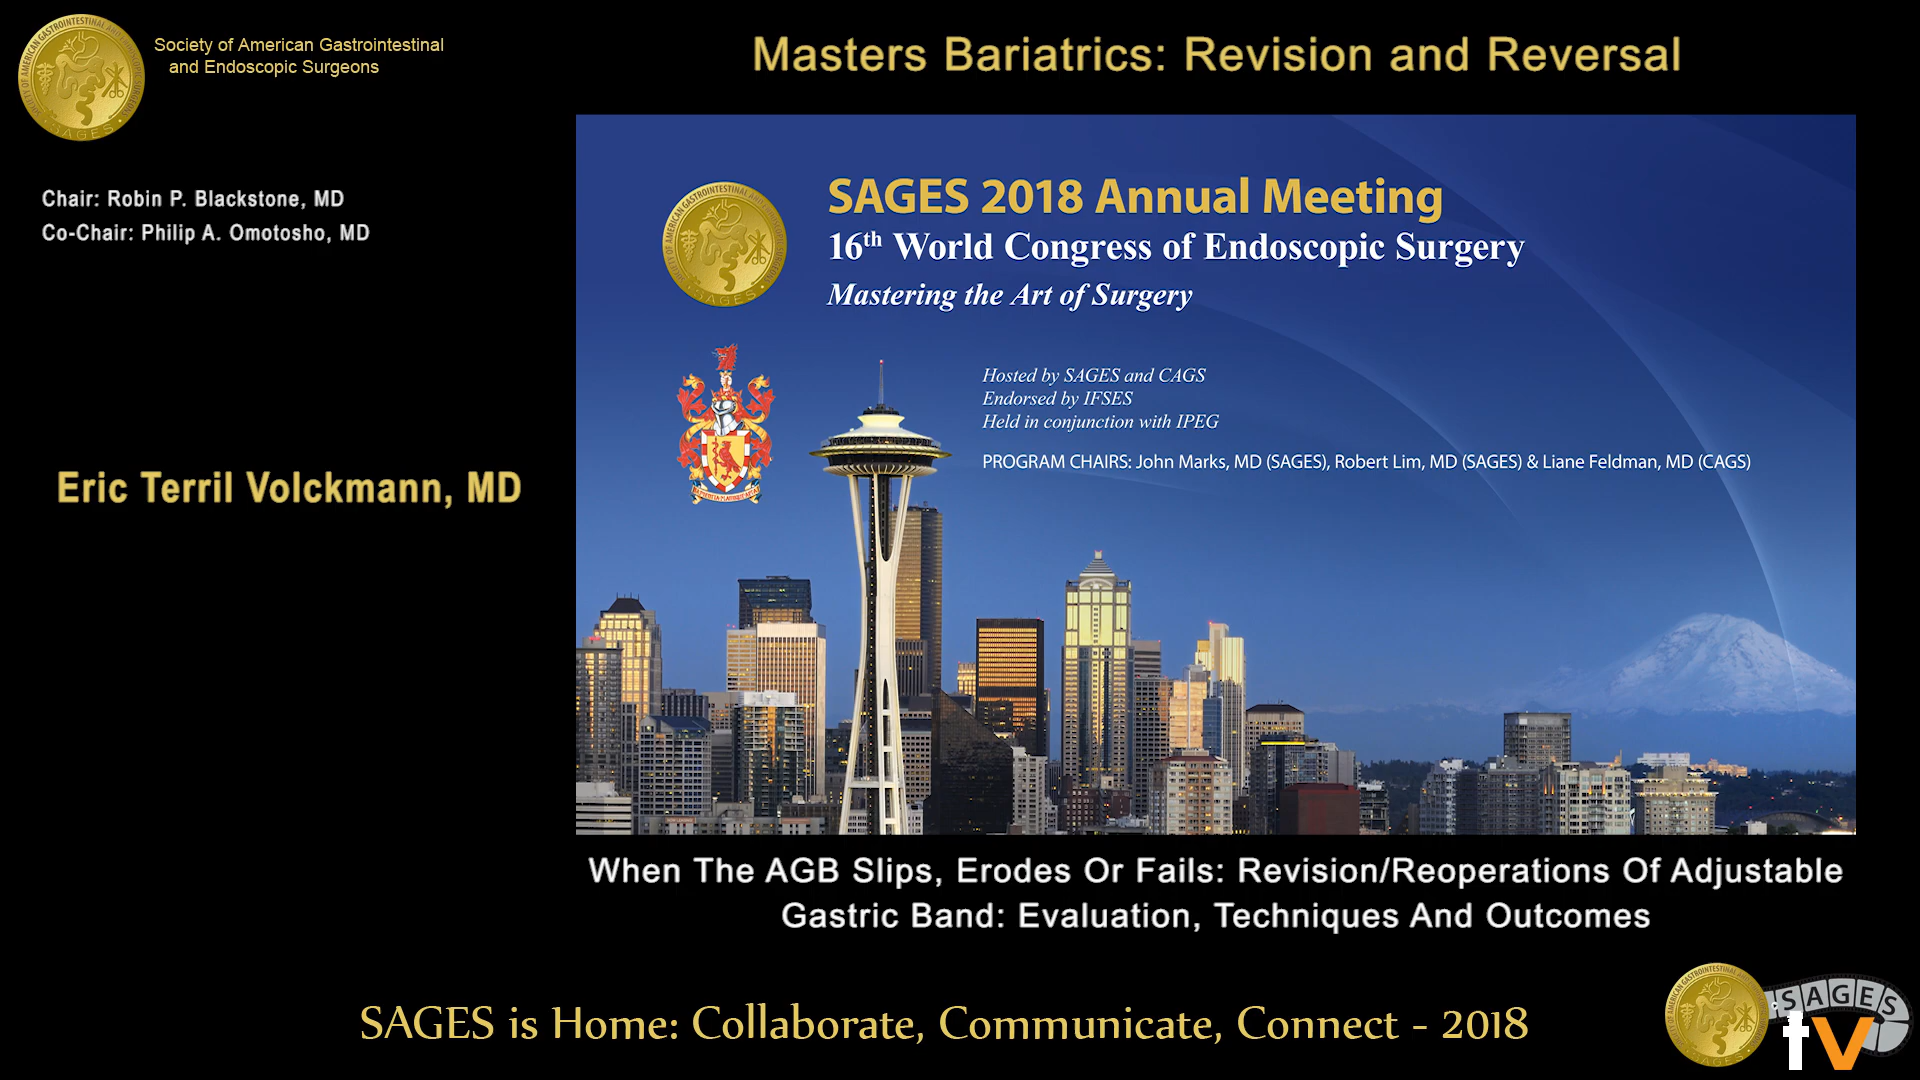 Society of American Gastrointestinal
and Endoscopic Surgeons
Masters Bariatrics: Revision and Reversal
Chair: Robin P. Blackstone, MD
Co-Chair: Philip A. Omotosho, MD
Eric Terril Volckmann, MD
SAGES 2018 Annual Meeting
16th World Congress of Endoscopic Surgery
Mastering the Art of Surgery
Hosted by SAGES and CAGS
Endorsed by IFSES
Held in conjunction with IPEG
PROGRAM CHAIRS: John Marks, MD (SAGES), Robert Lim, MD (SAGES) & Liane Feldman, MD (CAGS)
When The AGB Slips, Erodes Or Fails: Revision/Reoperations Of Adjustable
Gastric Band: Evaluation, Techniques And Outcomes
SAGES is Home: Collaborate, Communicate, Connect - 2018
SAGES
tv